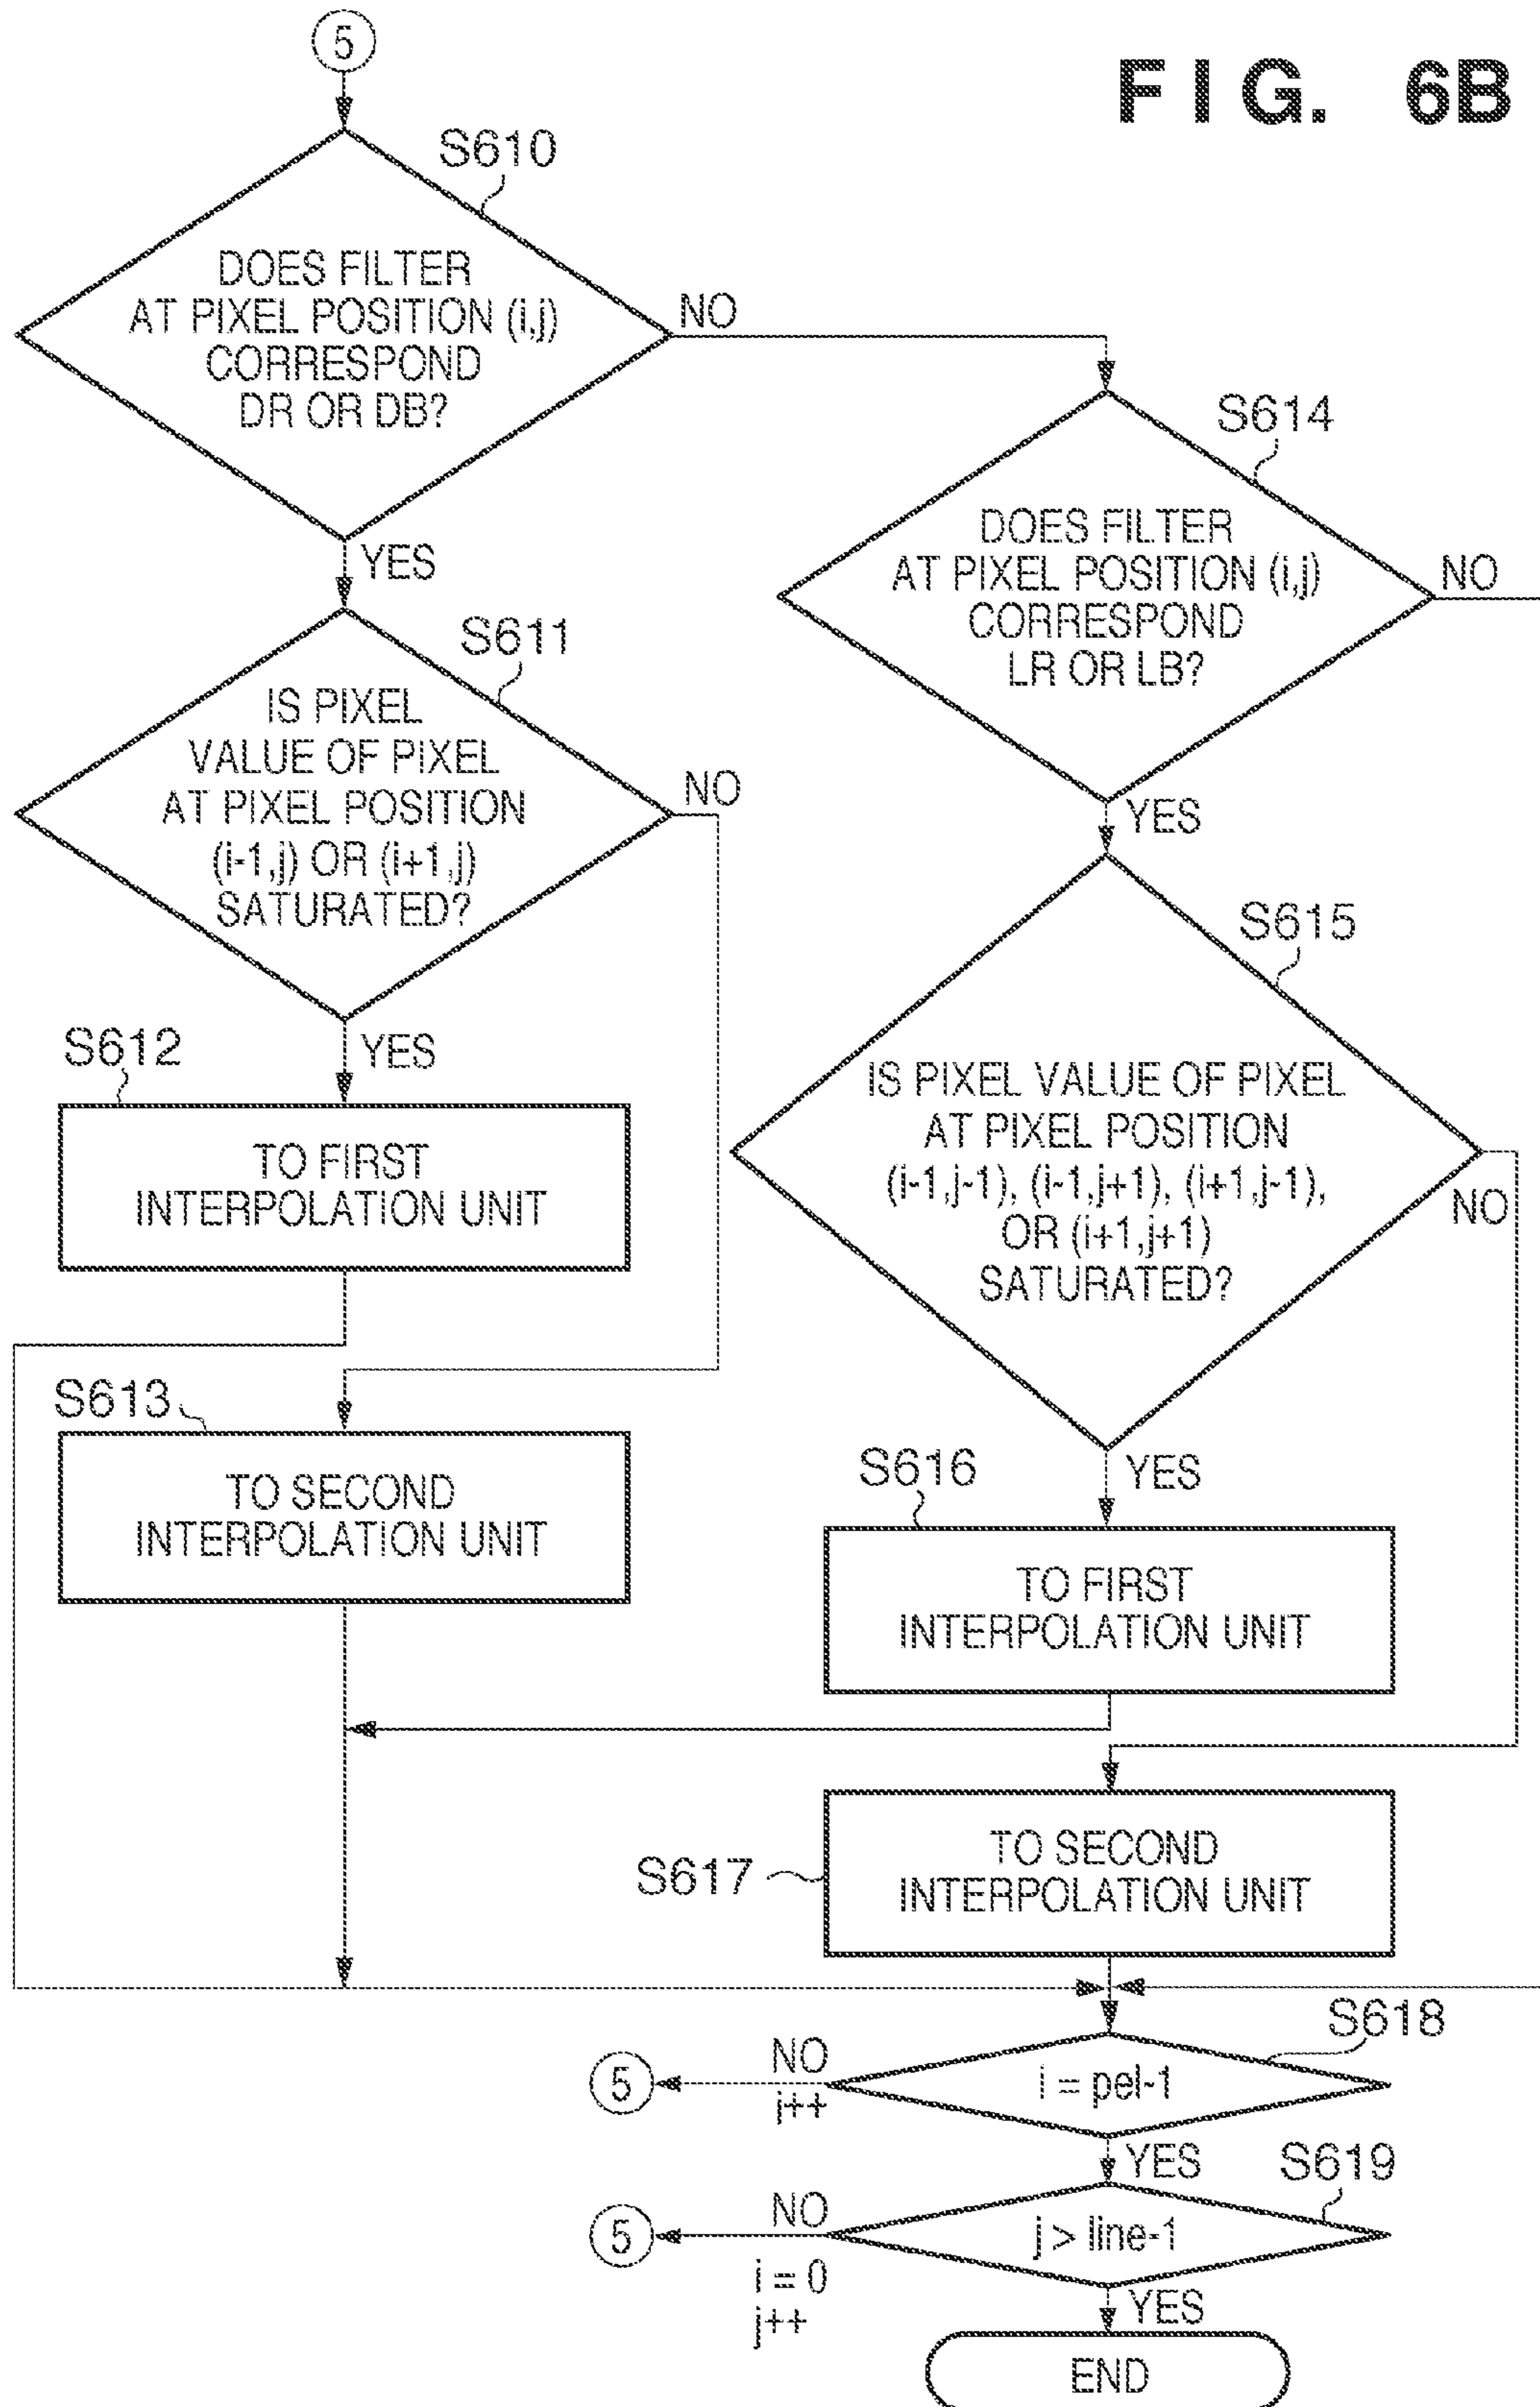 5
FIG. 6B
S610
DOES FILTER
AT PIXEL POSITION (i,j)
CORRESPOND
DR OR DB?
NO
YES
S611
IS PIXEL
VALUE OF PIXEL
AT PIXEL POSITION
(i-1,j) OR (i+1,j)
SATURATED?
NO
YES
S612
TO FIRST
INTERPOLATION UNIT
S613
TO SECOND
INTERPOLATION UNIT
S614
DOES FILTER
AT PIXEL POSITION (i,j)
CORRESPOND
LR OR LB?
NO
YES
S615
IS PIXEL VALUE OF PIXEL
AT PIXEL POSITION
(i-1,j-1), (i-1,j+1), (i+1,j-1),
OR (i+1,j+1)
SATURATED?
NO
YES
S616
TO FIRST
INTERPOLATION UNIT
S617
TO SECOND
INTERPOLATION UNIT
S618
i = pel-1
NO
j++
5
YES
S619
j > line-1
NO
5
i = 0
j++
YES
END